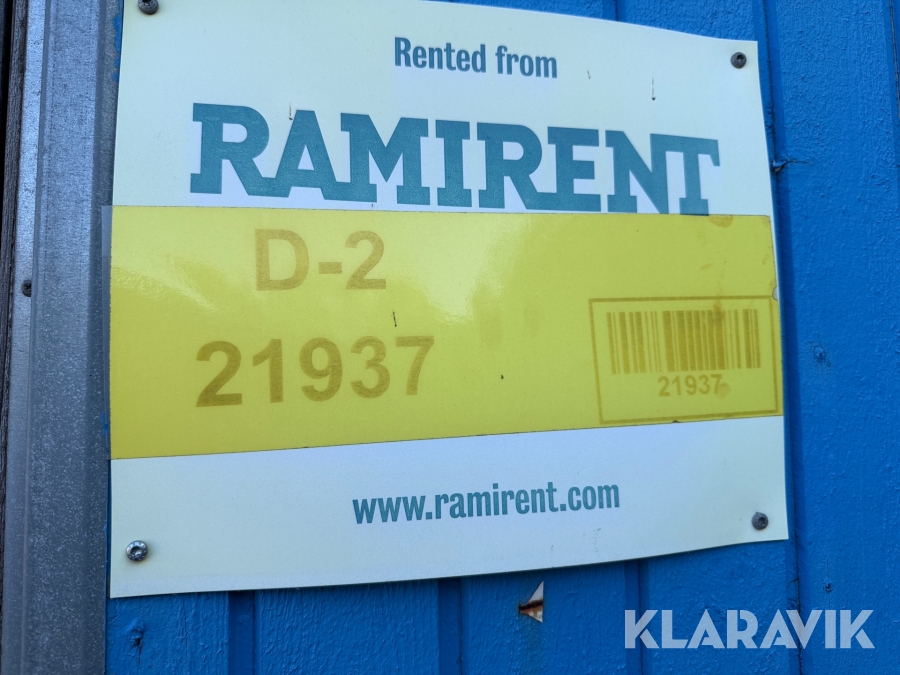 Rented from
RAMIRENT
D-2
21937
21937
www.ramirent.com
KLARAVIK